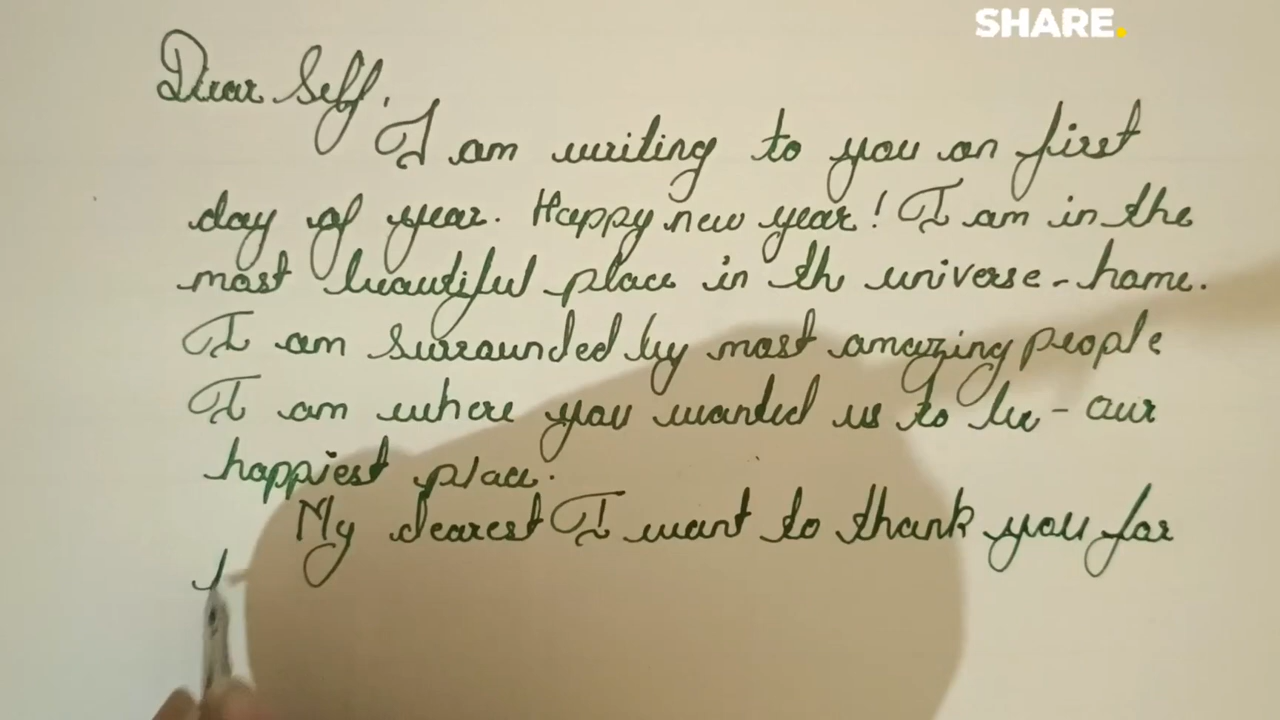 SHARE.
Dear Self,
I am writing to you on first
day of year. Happy new year! I am in the
most beautiful place in the universe - home.
I am surrounded by most amazing people
I am where you wanted us to be - our
happiest place.
My dearest I want to thank you for